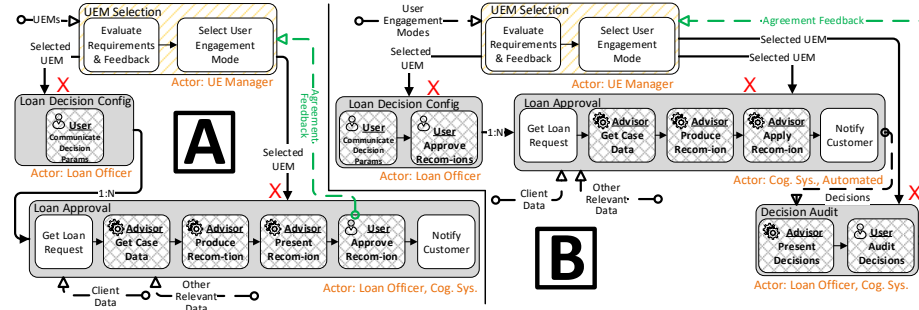 UEM Selection
UEMs
Evaluate
Requirements
& Feedback
Select User
Engagement
Mode
Selected
UEM
X
Actor: UE Manager
Loan Decision Config
User
Communicate
Decision
Params
Actor: Loan Officer
A
Agreement
Feedback
Selected
UEM
1:N
X
Loan Approval
Get Loan
Request
Advisor
Get Case
Data
Advisor
Produce
Recom-tion
Advisor
Present
Recom-ion
User
Approve
Recom-ion
Notify
Customer
Client
Data
Other
Relevant
Data
Actor: Loan Officer, Cog. Sys.
User
Engagement
Modes
UEM Selection
Evaluate
Requirements
& Feedback
Select User
Engagement
Mode
Agreement Feedback
Selected UEM
Selected
UEM
Selected
UEM
X
X
Actor: UE Manager
Loan Decision Config
User
Communicate
Decision
Params
User
Approve
Recom-ions
Actor: Loan Officer
1:N
Loan Approval
Get Loan
Request
Advisor
Get Case
Data
Advisor
Produce
Recom-ion
Advisor
Apply
Recom-ion
Notify
Customer
Actor: Cog. Sys., Automated
Client
Data
Other
Relevant
Data
Decisions
X
B
Decision Audit
Advisor
Present
Decisions
User
Audit
Decisions
Actor: Loan Officer, Cog. Sys.